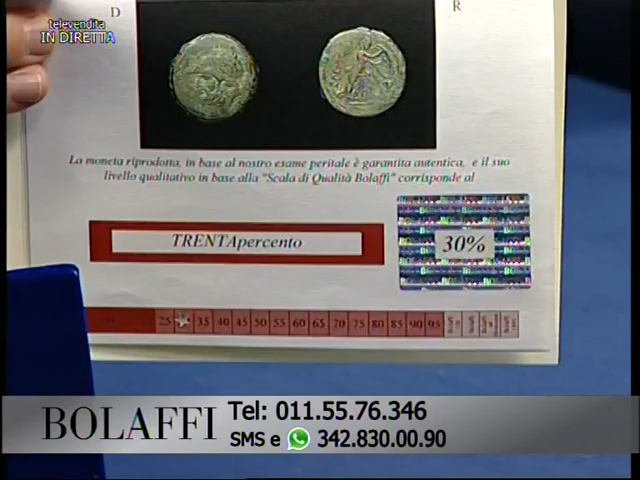 televendita
IN DIRETTA
D
R
La moneta riprodotta, in base al nostro esame peritale è garantita autentica, e il suo
livello qualitativo in base alla "Scala di Qualità Bolaffi" corrisponde al
TRENTApercento
30%
25 35 40 45 50 55 60 65 70 75 80 85 90 95
BOLAFFI
Tel: 011.55.76.346
SMS e 342.830.00.90